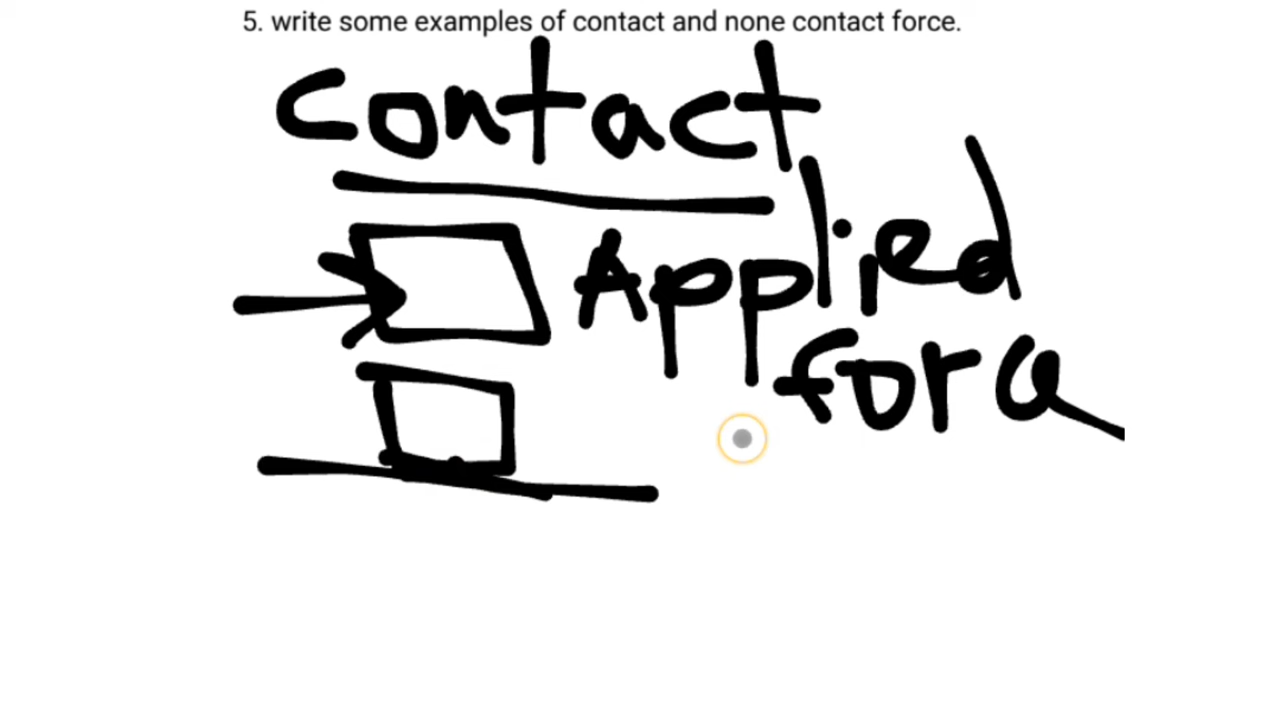 5. write some examples of contact and none contact force.
contact
Applied
force